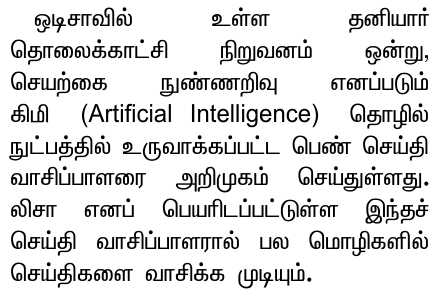 ஒடிசாவில் உள்ள தனியார்
தொலைக்காட்சி நிறுவனம் ஒன்று,
செயற்கை நுண்ணறிவு எனப்படும்
கிமி (Artificial Intelligence) தொழில்
நுட்பத்தில் உருவாக்கப்பட்ட பெண் செய்தி
வாசிப்பாளரை அறிமுகம் செய்துள்ளது.
லிசா எனப் பெயரிடப்பட்டுள்ள இந்தச்
செய்தி வாசிப்பாளரால் பல மொழிகளில்
செய்திகளை வாசிக்க முடியும்.